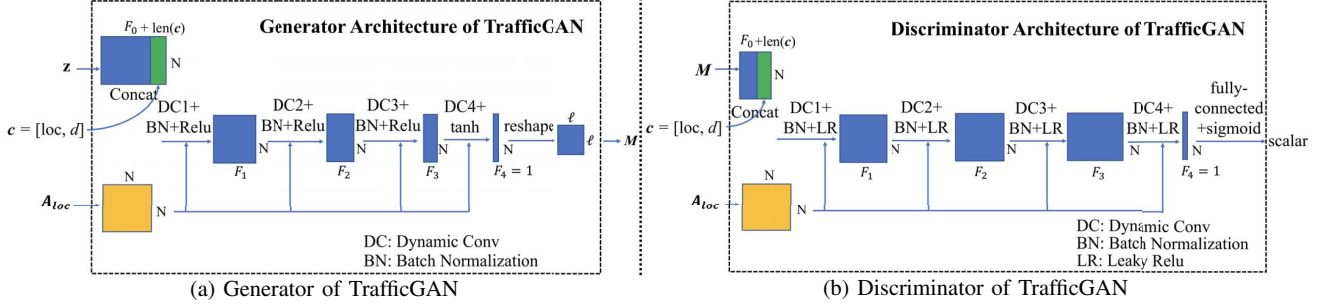 Generator Architecture of TrafficGAN
F₀ + len(c)
z
N
Concat
c = [loc, d]
DC1+
BN+Relu
DC2+
BN+Relu
DC3+
BN+Relu
DC4+
tanh
reshape
ℓ
ℓ
M
N
N
N
N
F₁
F₂
F₃
F₄ = 1
N
A_loc
N
DC: Dynamic Conv
BN: Batch Normalization
(a) Generator of TrafficGAN
Discriminator Architecture of TrafficGAN
F₀ + len(c)
M
N
Concat
c = [loc, d]
DC1+
BN+LR
DC2+
BN+LR
DC3+
BN+LR
DC4+
BN+LR
fully-
connected
+sigmoid
scalar
N
N
N
N
F₁
F₂
F₃
F₄ = 1
N
A_loc
N
DC: Dynamic Conv
BN: Batch Normalization
LR: Leaky Relu
(b) Discriminator of TrafficGAN